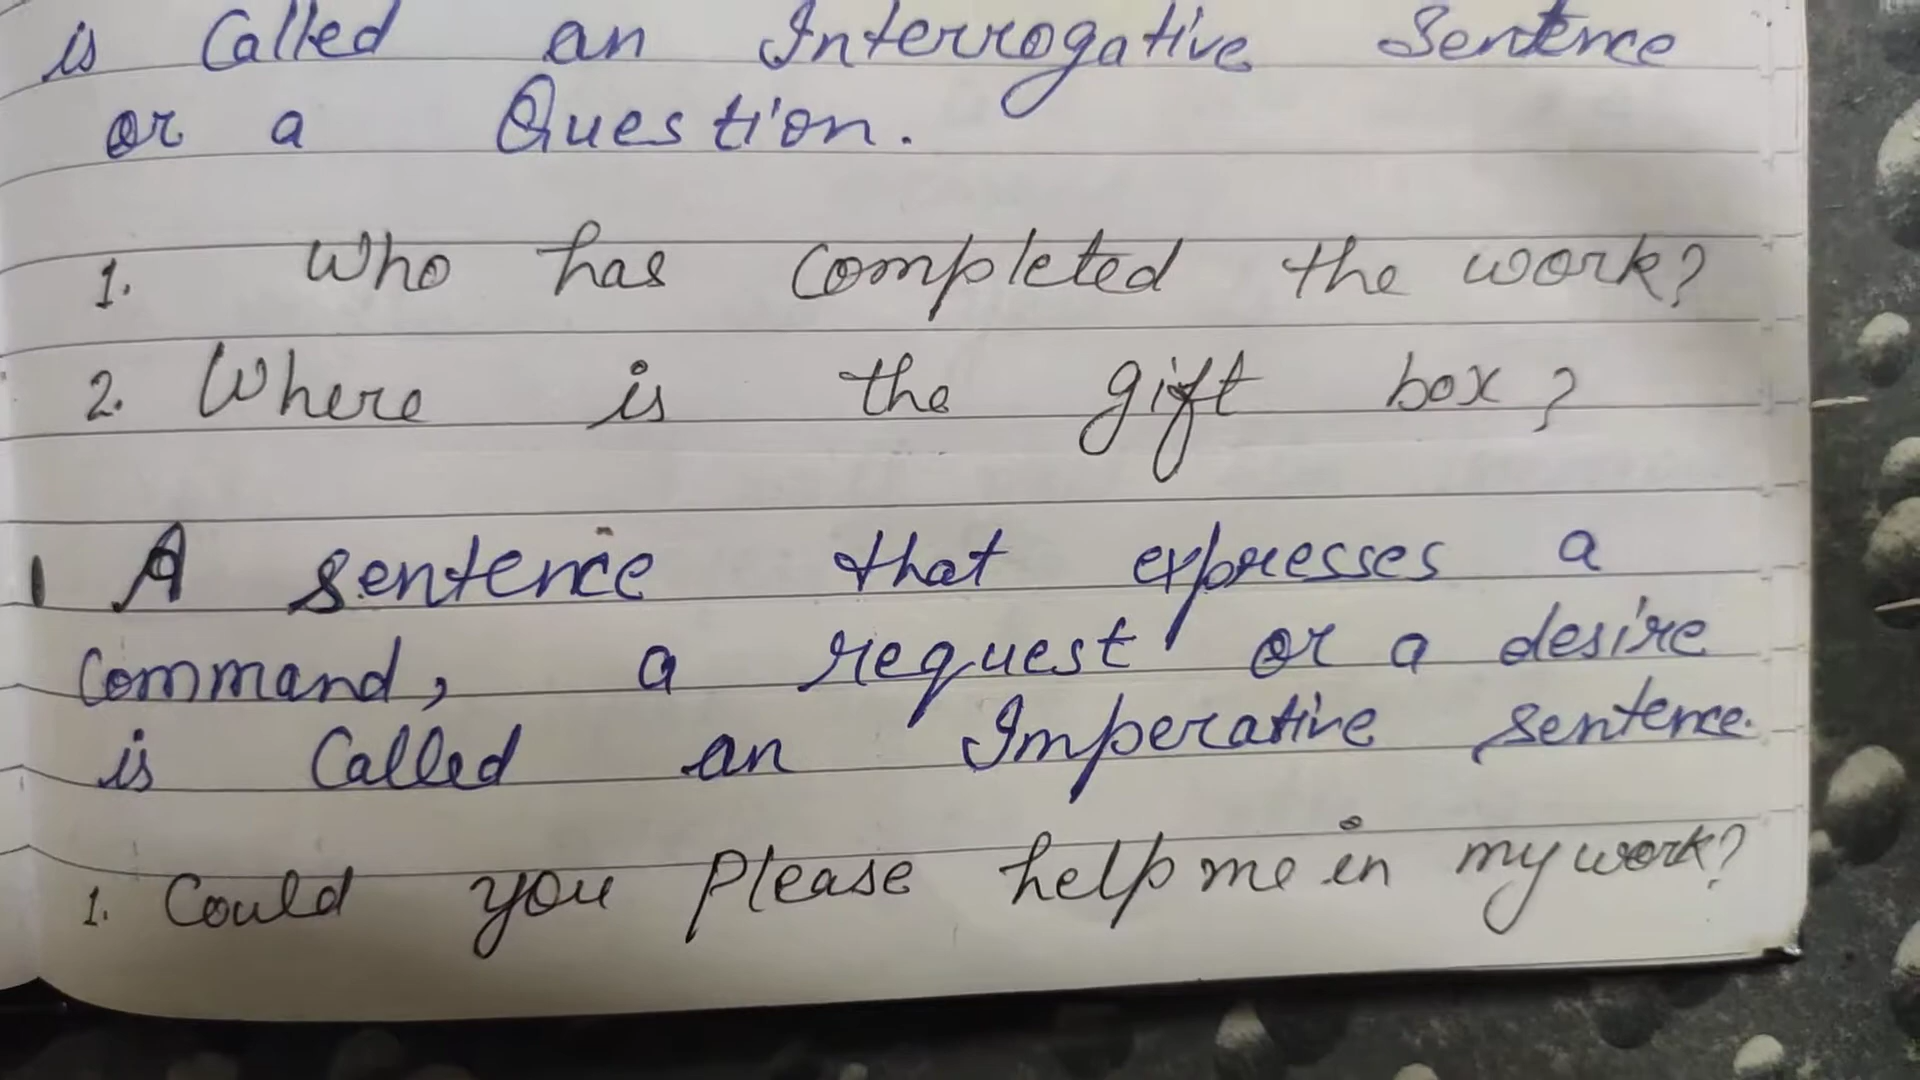 is Called an Interrogative Sentence
or a Question.
1. Who has Completed the work?
2. Where is the gift box?
A sentence that expresses a
Command, a request or a desire
is Called an Imperative sentence.
1. Could you Please help me in my work?